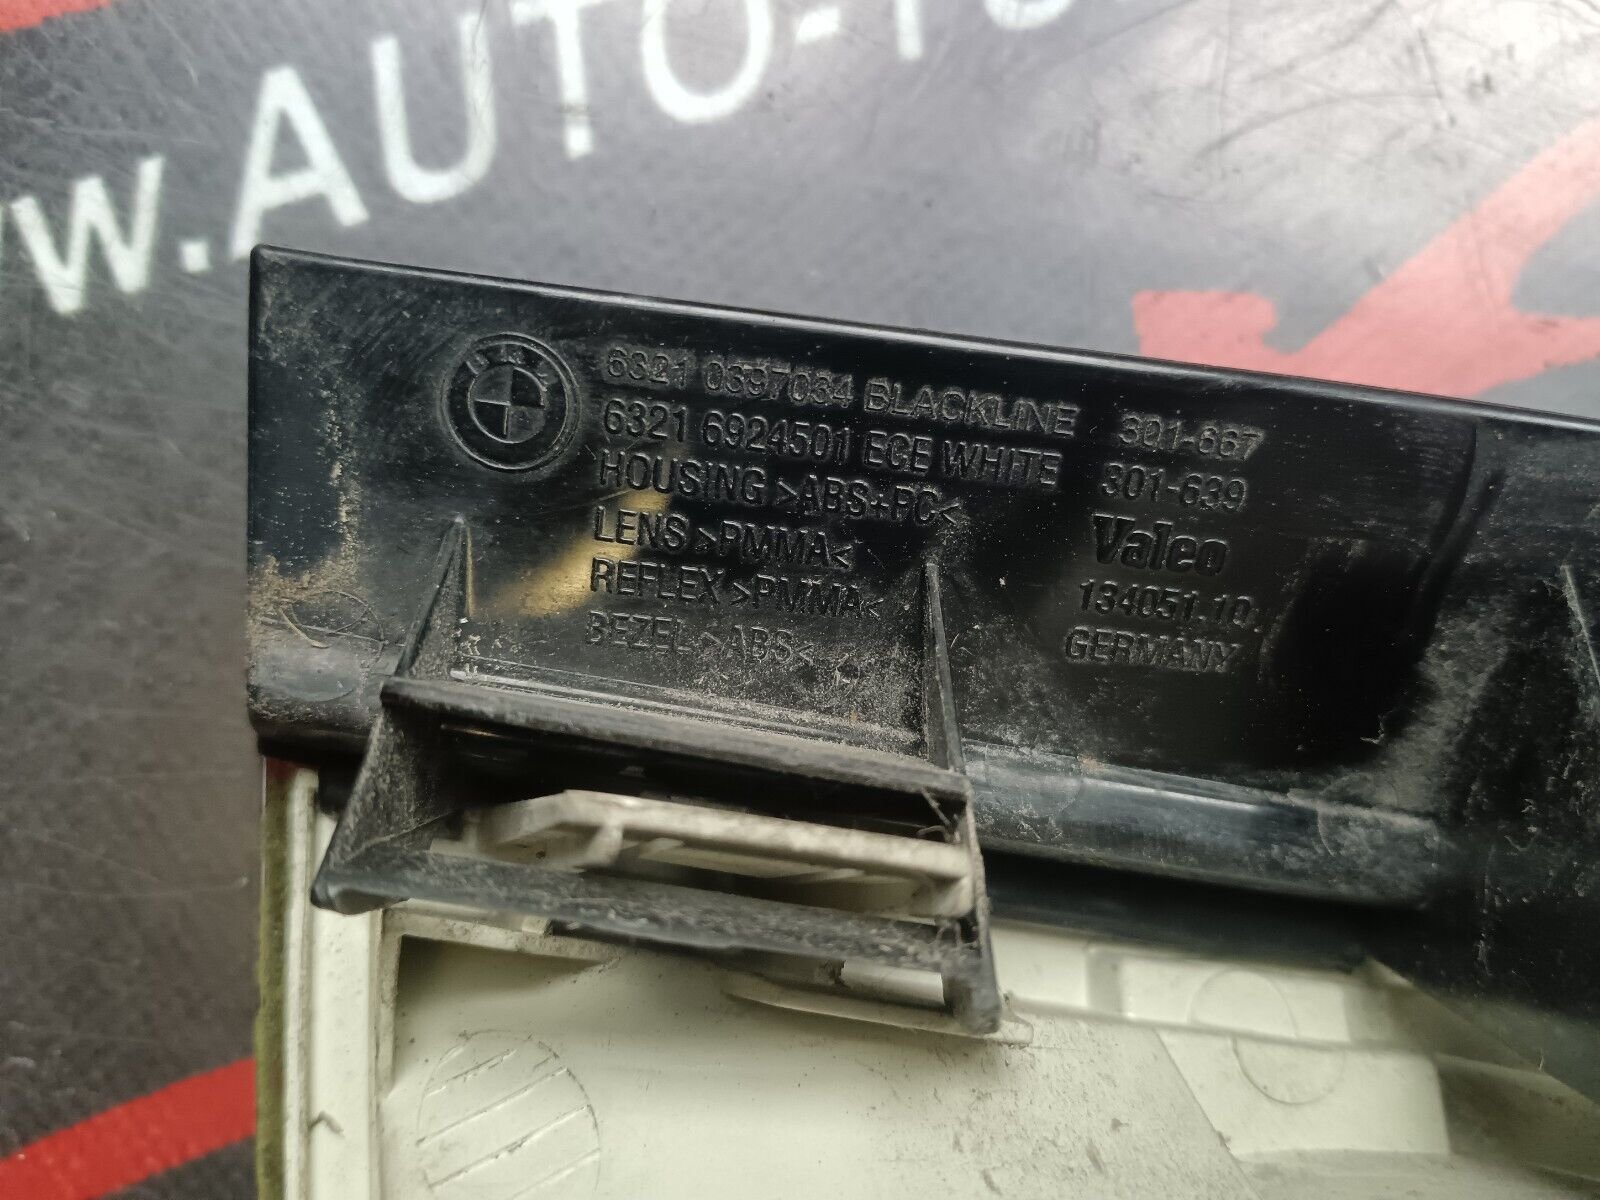 W.AUTO-
BMW
6321 0397034 BLACKLINE 301-667
6321 6924501 ECE WHITE 301-639
HOUSING >ABS+PC<
LENS >PMMA<
REFLEX >PMMA<
BEZEL >ABS<
Valeo
134051.10.
GERMANY